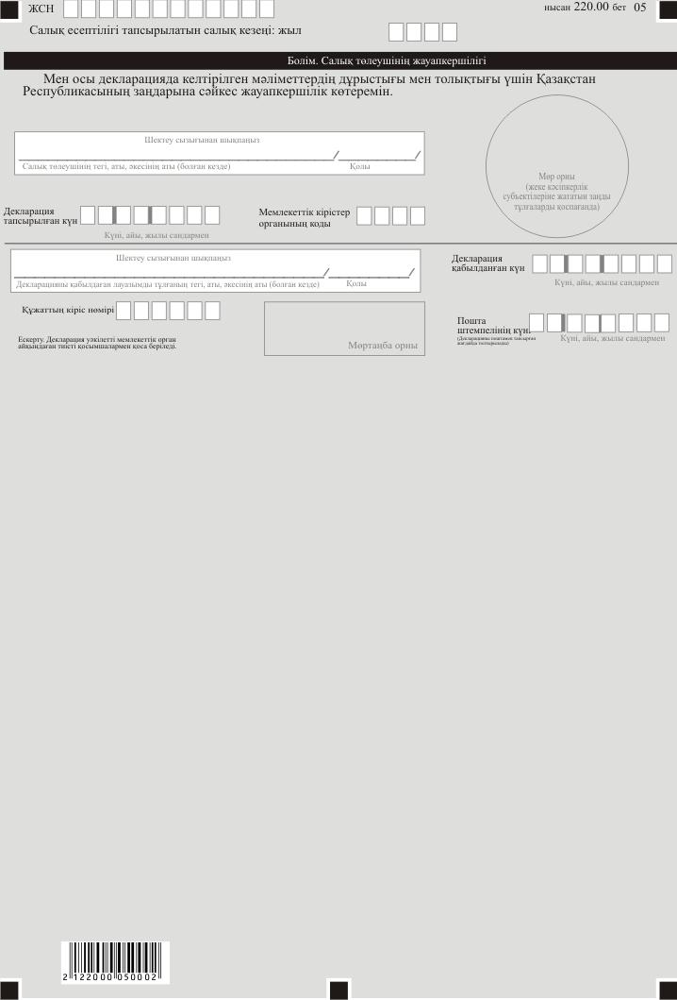 ЖСН
нысан 220.00 бет 05
Салық есептілігі тапсырылатын салық кезеңі: жыл
Бөлім. Салық төлеушінің жауапкершілігі
Мен осы декларацияда келтірілген мәліметтердің дұрыстығы мен толықтығы үшін Қазақстан
Республикасының заңдарына сәйкес жауапкершілік көтеремін.
Шектеу сызығынан шықпаңыз
Салық төлеушінің тегі, аты, әкесінің аты (болған кезде)
Қолы
Мөр орны
(жеке кәсіпкерлік
субъектілеріне жататын заңды
тұлғаларды қоспағанда)
Декларация
тапсырылған күн
Күні, айы, жылы сандармен
Мемлекеттік кірістер
органының коды
Шектеу сызығынан шықпаңыз
Декларацияны қабылдаған лауазымды тұлғаның тегі, аты, әкесінің аты (болған кезде)
Қолы
Декларация
қабылданған күн
Күні, айы, жылы сандармен
Құжаттың кіріс нөмірі
Мөртаңба орны
Пошта
штемпелінің күні
(Декларацияны поштамен тапсырған
жағдайда толтырылады)
Күні, айы, жылы сандармен
Ескерту. Декларация уәкілетті мемлекеттік орган
айқындаған тиісті қосымшалармен қоса беріледі.
2 122000 050002